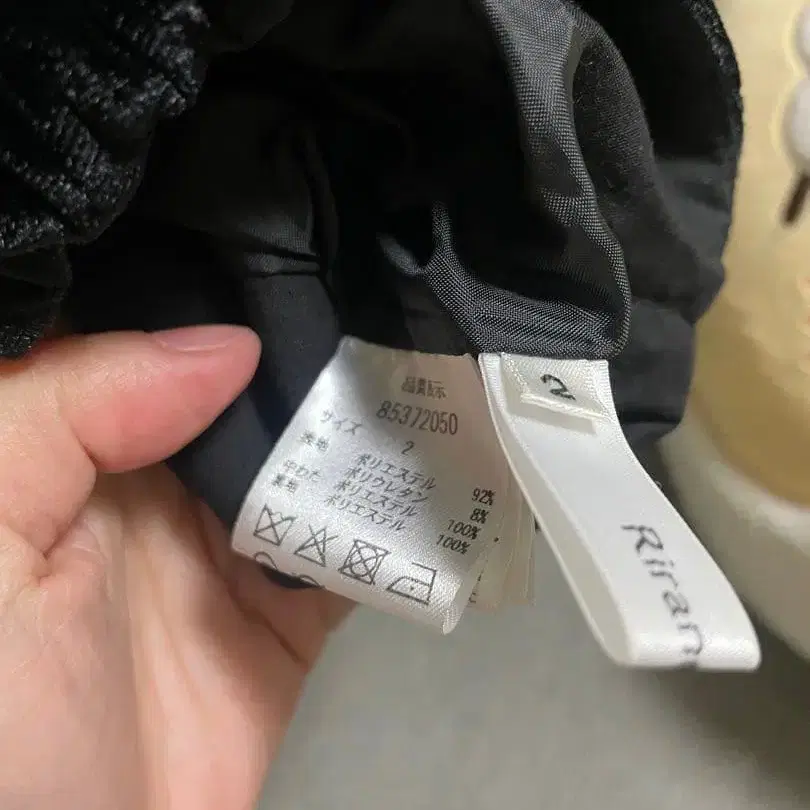 品質表示
85372050
サイズ 2
表地 ポリエステル 92%
ポリウレタン 8%
中わた ポリエステル 100%
裏地 ポリエステル 100%
2
Riran